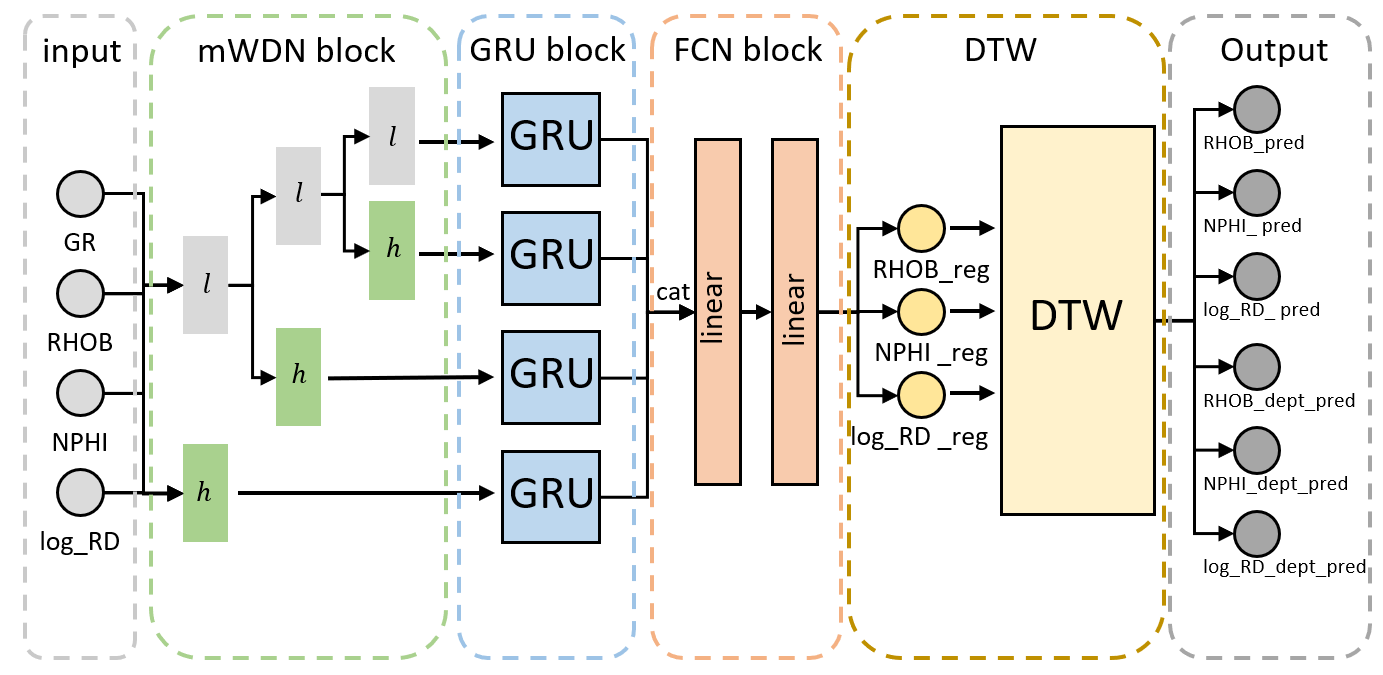 input
mWDN block
GRU block
FCN block
DTW
Output
GR
RHOB
NPHI
log_RD
l
h
l
h
l
h
GRU
GRU
GRU
GRU
cat
linear
linear
RHOB_reg
NPHI _reg
log_RD _reg
DTW
RHOB_pred
NPHI_ pred
log_RD_ pred
RHOB_dept_pred
NPHI_dept_pred
log_RD_dept_pred